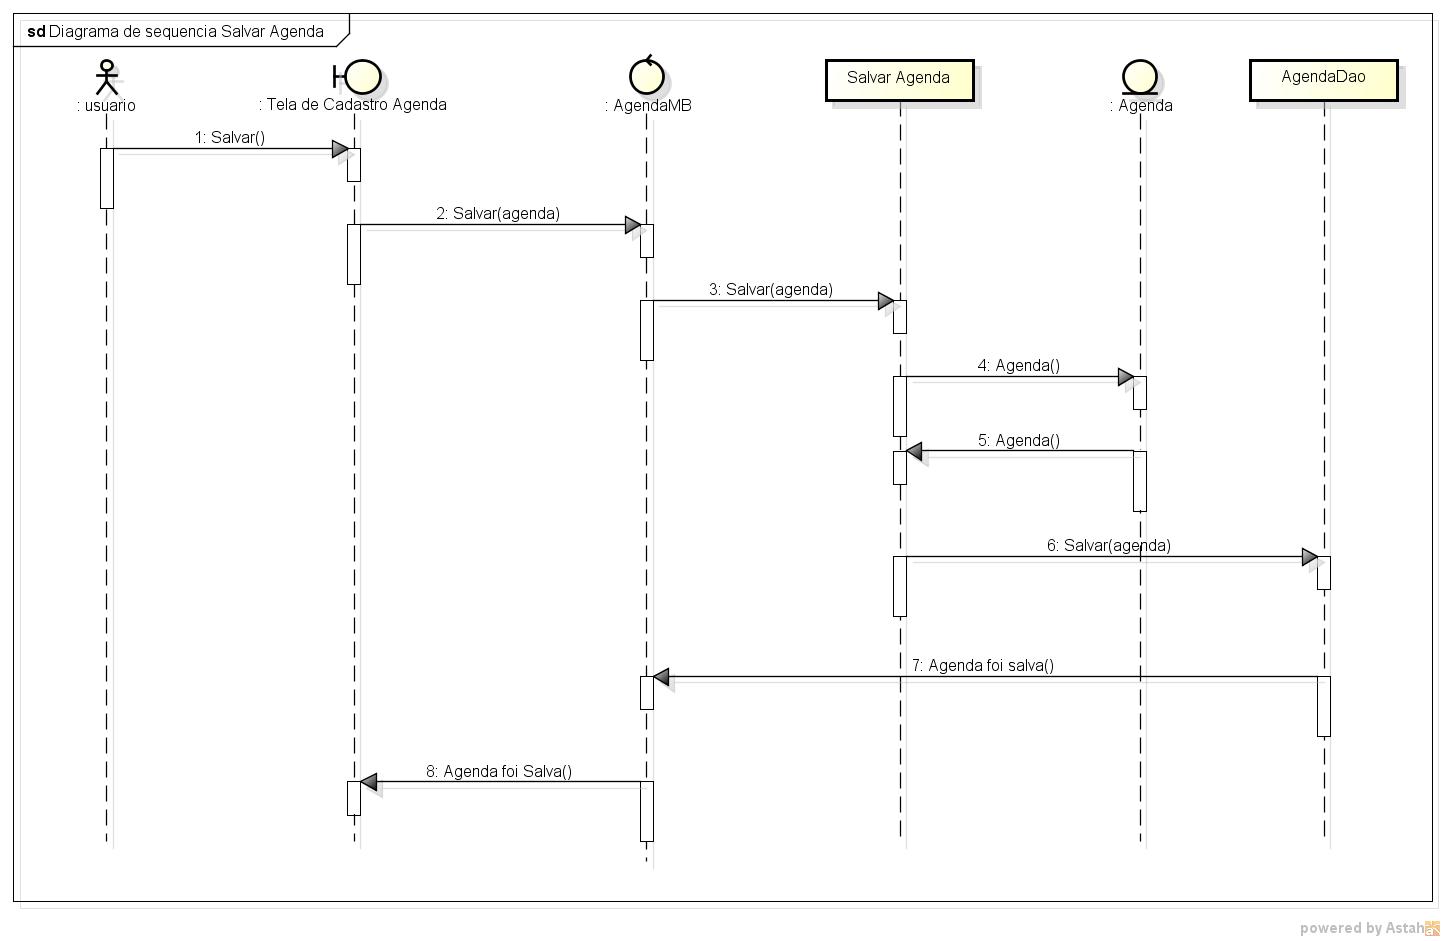 sd Diagrama de sequencia Salvar Agenda
: usuario
: Tela de Cadastro Agenda
: AgendaMB
Salvar Agenda
: Agenda
AgendaDao
1: Salvar()
2: Salvar(agenda)
3: Salvar(agenda)
4: Agenda()
5: Agenda()
6: Salvar(agenda)
7: Agenda foi salva()
8: Agenda foi Salva()
powered by Astah